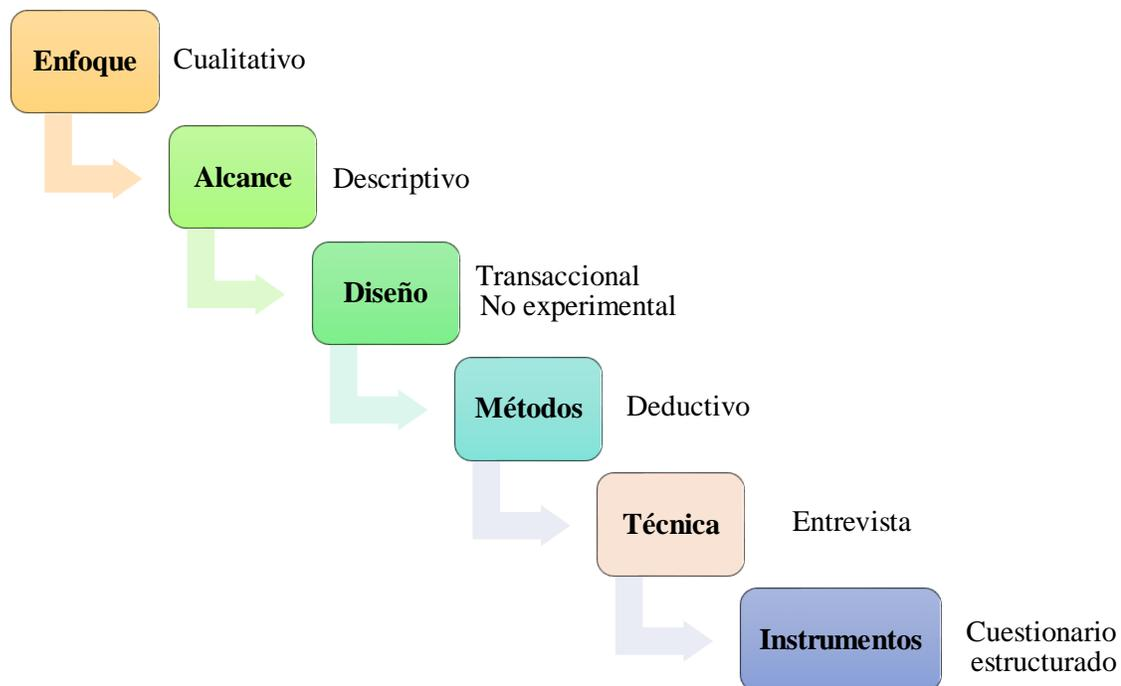 Enfoque
Cualitativo
Alcance
Descriptivo
Diseño
Transaccional
No experimental
Métodos
Deductivo
Técnica
Entrevista
Instrumentos
Cuestionario
estructurado